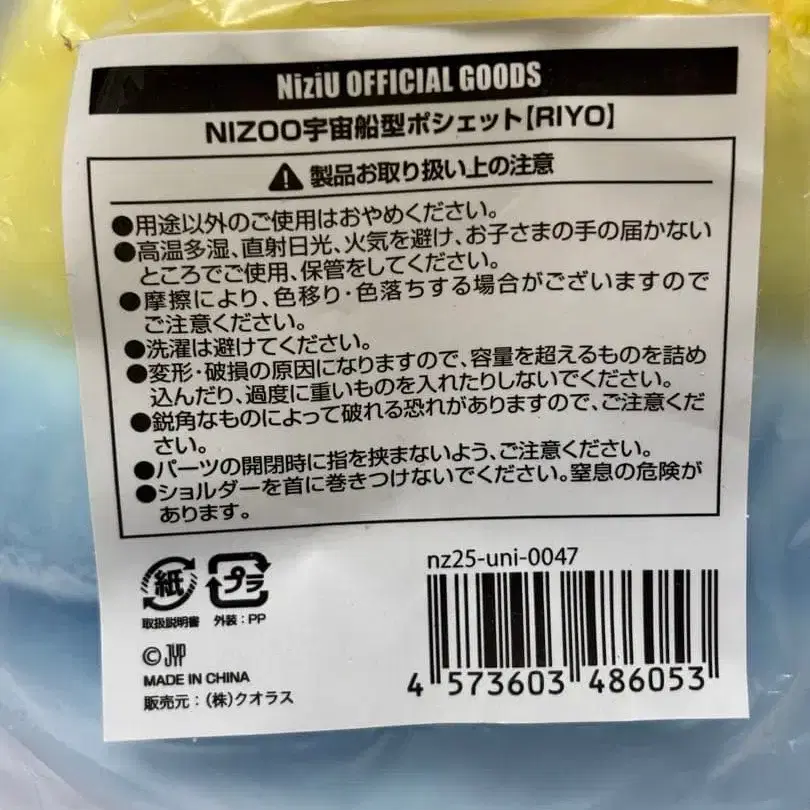 NiziU OFFICIAL GOODS
NIZOO宇宙船型ポシェット【RIYO】
製品お取り扱い上の注意
●用途以外のご使用はおやめください。
●高温多湿、直射日光、火気を避け、お子さまの手の届かない
ところでご使用、保管をしてください。
●摩擦により、色移り・色落ちする場合がございますので
ご注意ください。
●洗濯は避けてください。
●変形・破損の原因になりますので、容量を超えるものを詰め
込んだり、過度に重いものを入れたりしないでください。
●鋭角なものによって破れる恐れがありますので、ご注意くだ
さい。
●パーツの開閉時に指を挟まないよう、ご注意ください。
●ショルダーを首に巻きつけないでください。窒息の危険が
あります。
紙 プラ
取扱説明書 外装：PP
©JYP
MADE IN CHINA
販売元：（株）クオラス
nz25-uni-0047
4 573603 486053